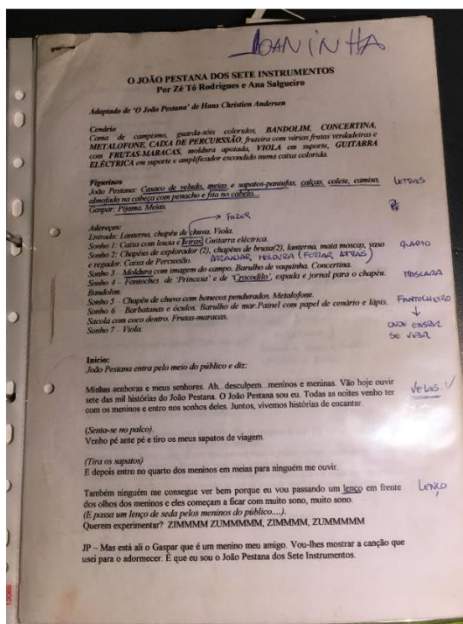 JOANINHA
O JOÃO PESTANA DOS SETE INSTRUMENTOS
Por Zé Tó Rodrigues e Ana Salgueiro
Adaptado de 'O João Pestana' de Hans Christien Andersen
Cenário
Cama de campismo, guarda-sóis coloridos, BANDOLIM, CONCERTINA,
METALOFONE, CAIXA DE PERCURSSÃO, fruteira com várias frutas verdadeiras e
com FRUTAS-MARACAS, moldura apoiada, VIOLA em suporte, GUITARRA
ELÉCTRICA em suporte e amplificador escondido numa caixa colorida.
Figurinos
João Pestana: Casaco de veludo, meias e sapatos-pantufas, calças, colete, camisa,
almofada na cabeça com penacho e fita no cabelo...
LETRAS
Gaspar: Pijama, Meias.
Adereços:
FAZER
Entrada: Lanterna, chapéu de chuva. Viola.
Sonho 1: Caixa com lousa e letras. Guitarra eléctrica.
Sonho 2: Chapéus de explorador (2), chapéus de bruxa(2), lanterna, mata moscas, vaso
QUARTO
e regador. Caixa de Percussão.
MOLDURA (FORRAR ATRÁS)
Sonho 3 - Moldura com imagem do campo. Barulho de vaquinha. Concertina.
Sonho 4 - Fantoches de 'Princesa' e de 'Crocodilo', espada e jornal para o chapéu.
Bandolim.
Sonho 5 - Chapéu de chuva com bonecos pendurados. Metalofone.
FANTOCHEIRO
Sonho 6 - Barbatanas e óculos. Barulho de mar.Painel com papel de cenário e lápis.
Sacola com coco dentro. Frutas-maracas.
Sonho 7 - Viola.
ONDE
SE
Início:
João Pestana entra pelo meio do público e diz:
Minhas senhoras e meus senhores. Ah...desculpem...meninos e meninas. Vão hoje ouvir
VELAS!
sete das mil histórias do João Pestana. O João Pestana sou eu. Todas as noites venho ter
com os meninos e entro nos sonhos deles. Juntos, vivemos histórias de encantar.
(Senta-se no palco).
Venho pé ante pé e tiro os meus sapatos de viagem.
(Tira os sapatos)
E depois entro no quarto dos meninos em meias para ninguém me ouvir.
Também ninguém me consegue ver bem porque eu vou passando um lenço em frente
LENÇO
dos olhos dos meninos e eles começam a ficar com muito sono, muito sono.
(E passa um lenço de seda pelos meninos do público....).
Querem experimentar? ZIMMMM ZUMMMMM, ZIMMMM, ZUMMMMM
JP – Mas está ali o Gaspar que é um menino meu amigo. Vou-lhes mostrar a canção que
usei para o adormecer. É que eu sou o João Pestana dos Sete Instrumentos.